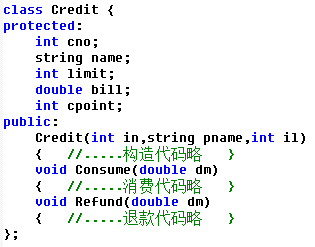 class Credit {
protected:
    int cno;
    string name;
    int limit;
    double bill;
    int cpoint;
public:
    Credit(int in,string pname,int il)
    {   //.....构造代码略   }
    void Consume(double dm)
    {   //.....消费代码略   }
    void Refund(double dm)
    {   //.....退款代码略   }
};